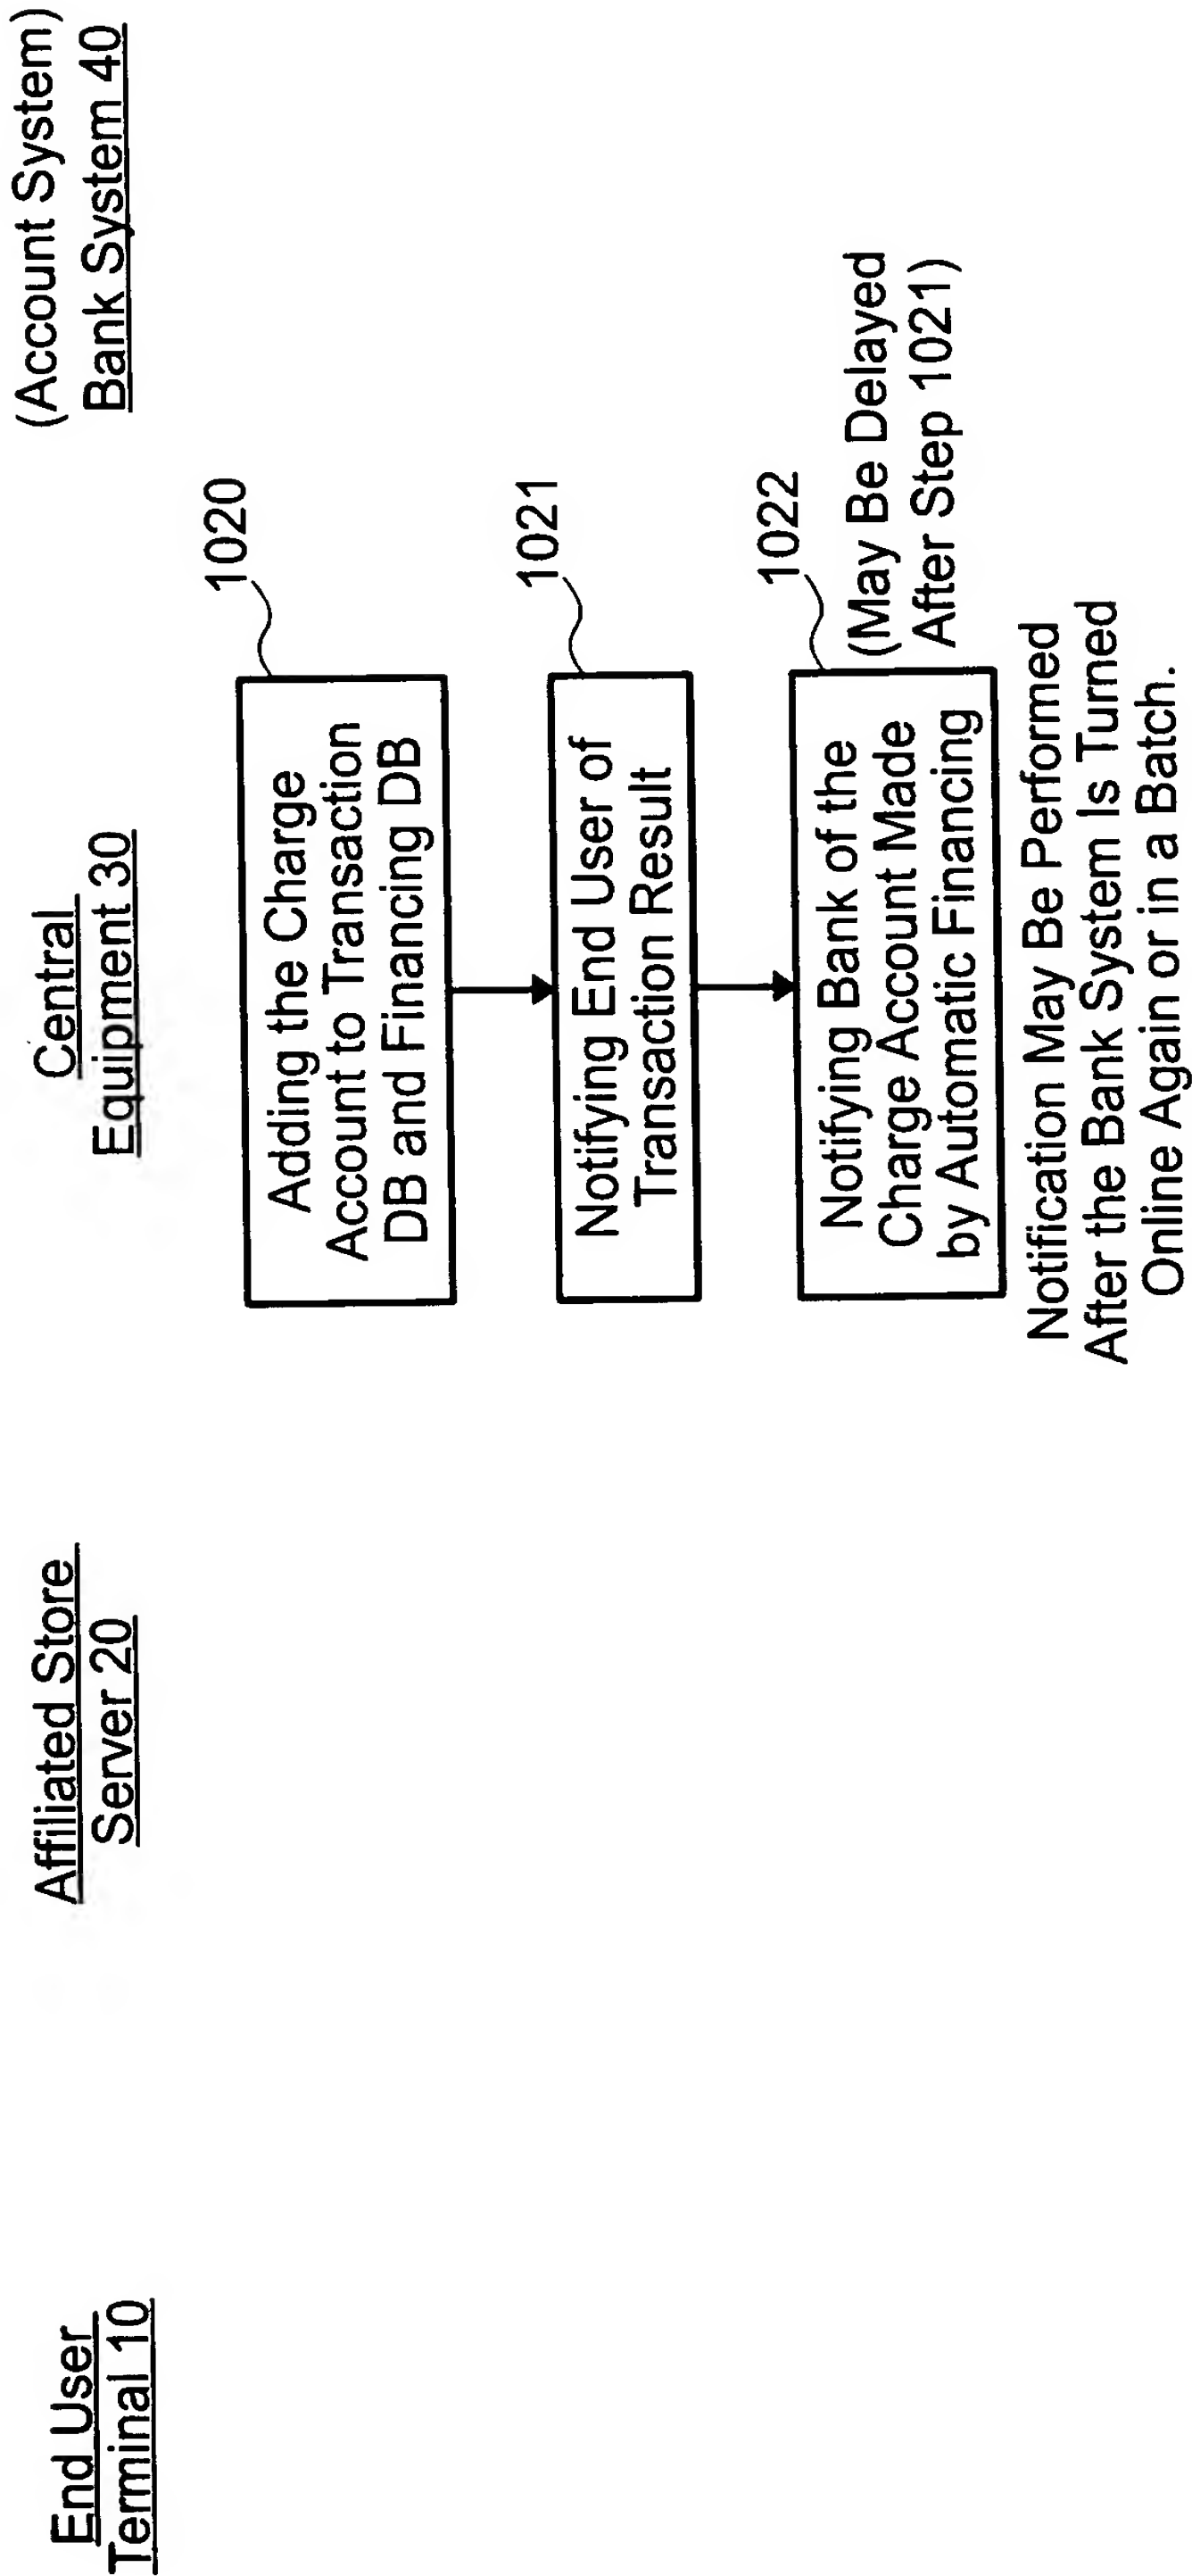 End User
Terminal 10
Affiliated Store
Server 20
Central
Equipment 30
(Account System)
Bank System 40
1020
Adding the Charge
Account to Transaction
DB and Financing DB
1021
Notifying End User of
Transaction Result
1022
Notifying Bank of the
Charge Account Made
by Automatic Financing
(May Be Delayed
After Step 1021)
Notification May Be Performed
After the Bank System Is Turned
Online Again or in a Batch.